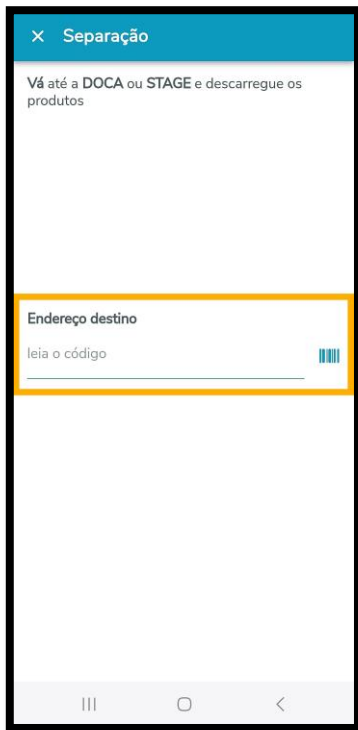 Separação
Vá até a DOCA ou STAGE e descarregue os
produtos
Endereço destino
leia o código